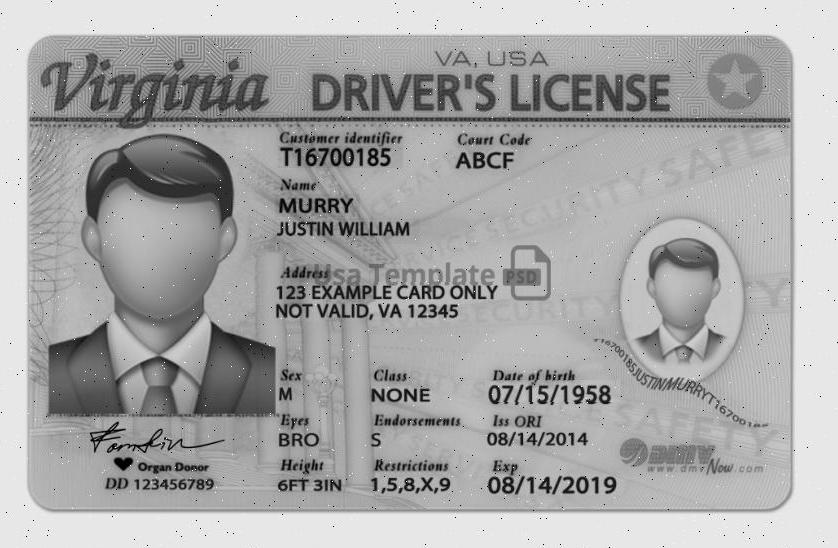 Virginia
VA, USA
DRIVER'S LICENSE
Customer identifier
T16700185
Court Code
ABCF
Name
MURRY
JUSTIN WILLIAM
Usa Template PSD
Address
123 EXAMPLE CARD ONLY
NOT VALID, VA 12345
Sex
M
Class
NONE
Date of birth
07/15/1958
Eyes
BRO
Endorsements
S
Iss ORI
08/14/2014
Height
6FT 3IN
Restrictions
1,5,8,X,9
Exp
08/14/2019
Organ Donor
DD 123456789
T16700185JUSTINMURRYT16700185
DMV
www.dmvNow.com
SECURITY SAFETY